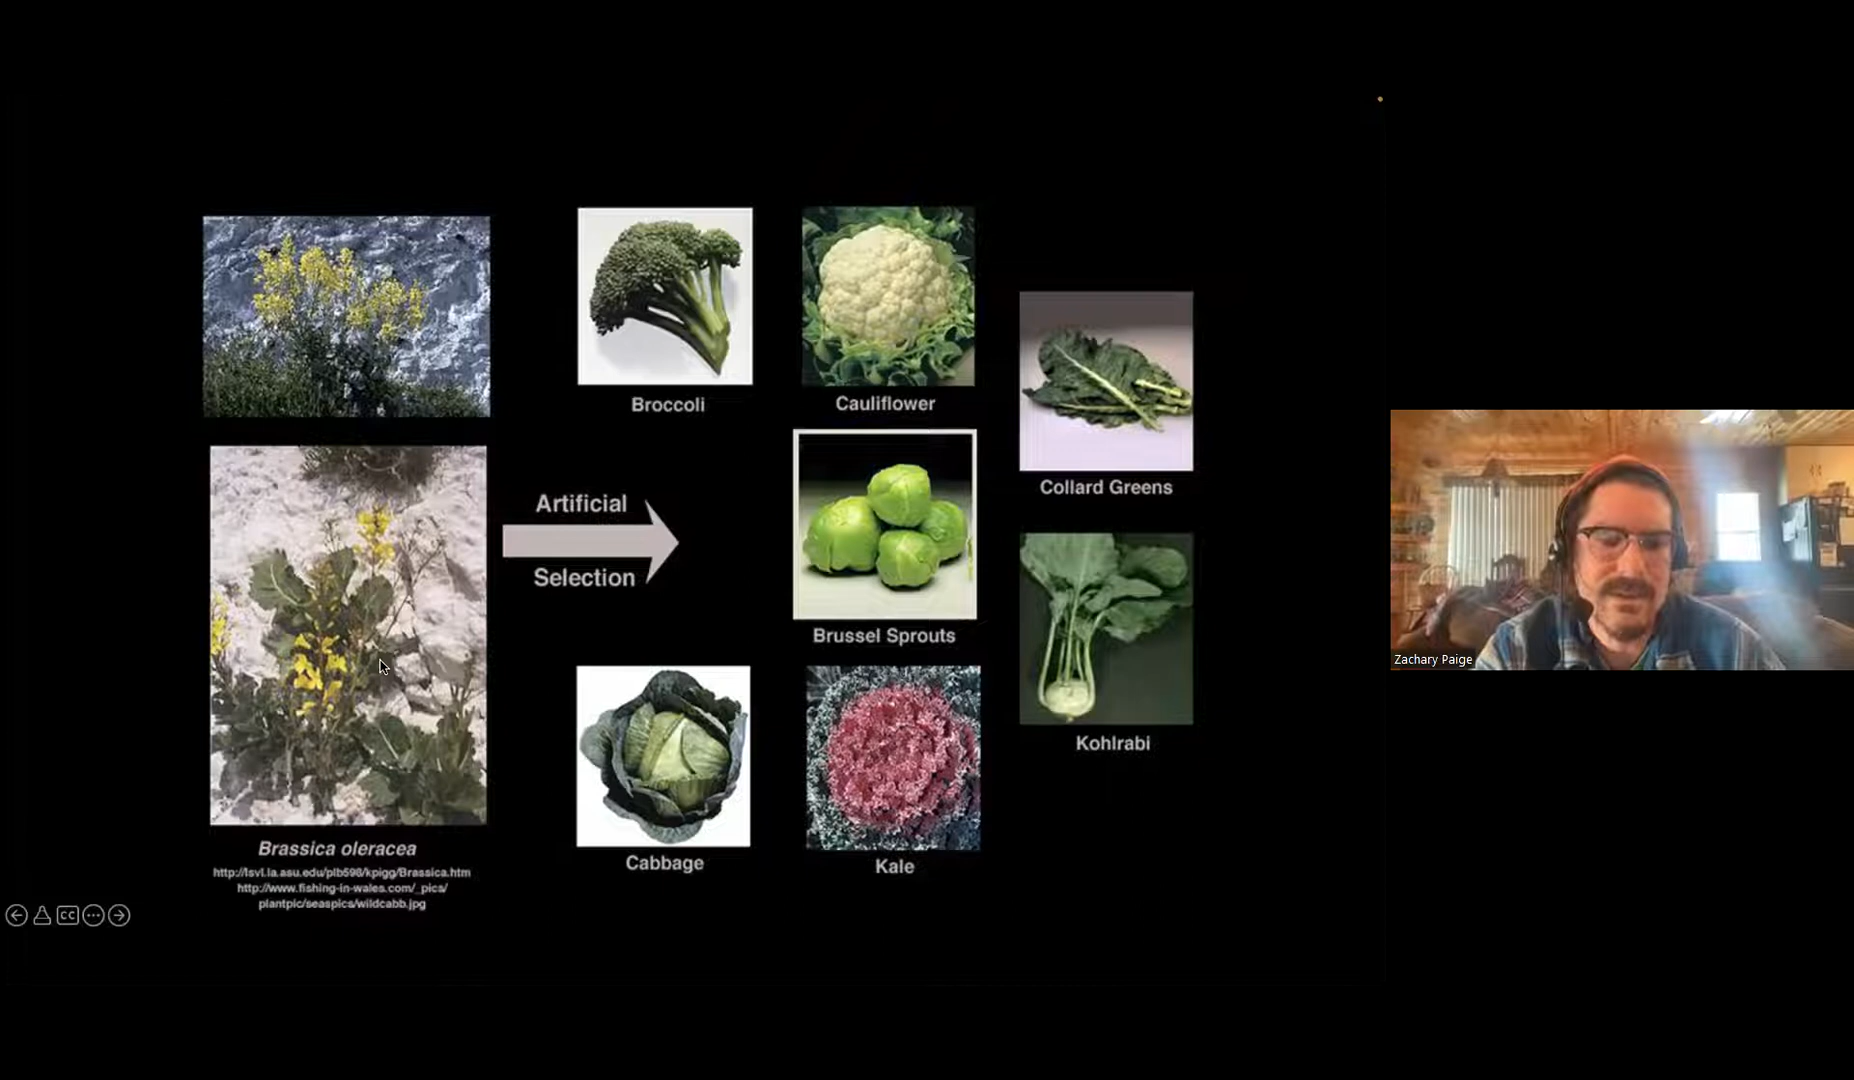 Broccoli
Cauliflower
Collard Greens
Artificial
Selection
Brussel Sprouts
Kohlrabi
Brassica oleracea
http://lsvl.la.asu.edu/plb598/kpigg/Brassica.htm
http://www.fishing-in-wales.com/_pics/
plantpic/seaspics/wildcabb.jpg
Cabbage
Kale
CC
Zachary Paige